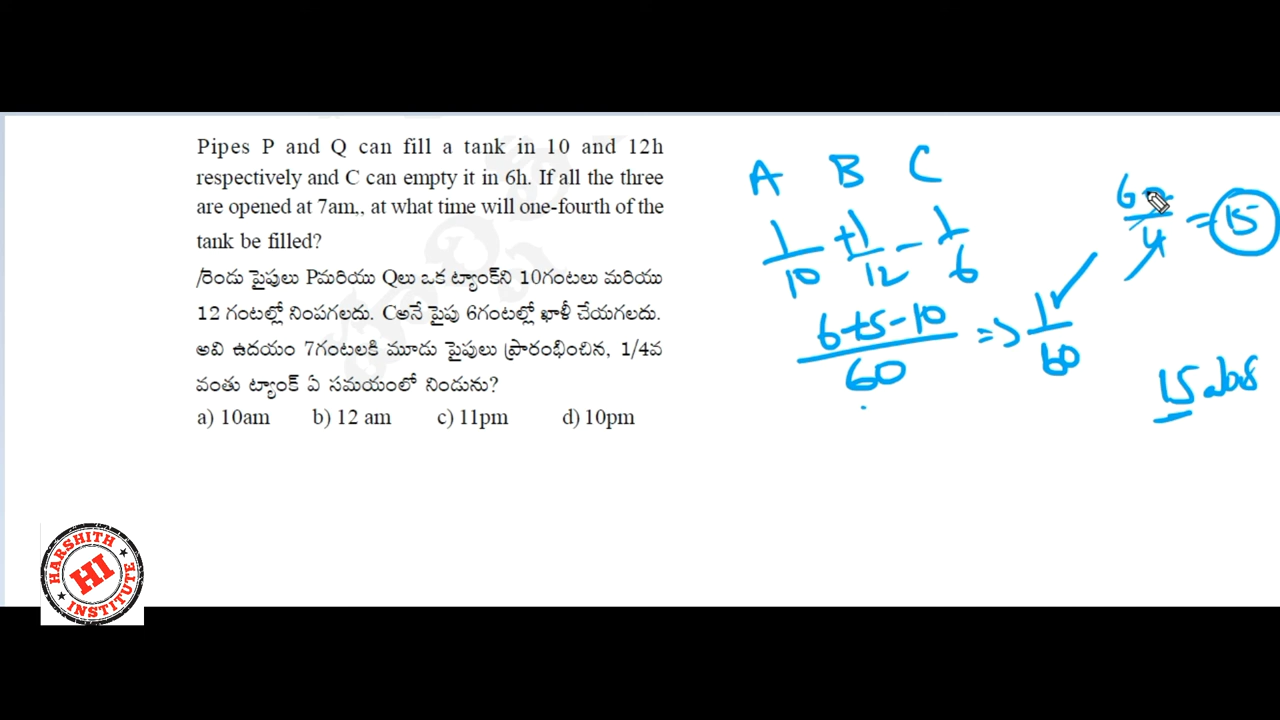 Pipes P and Q can fill a tank in 10 and 12h
respectively and C can empty it in 6h. If all the three
are opened at 7am,, at what time will one-fourth of the
tank be filled?
/రెండు పైపులు Pమరియు Qలు ఒక ట్యాంక్‌ని 10గంటలు మరియు
12 గంటల్లో నింపగలదు. Cఅనే పైపు 6గంటల్లో ఖాళీ చేయగలదు.
అవి ఉదయం 7గంటలకి మూడు పైపులు ప్రారంభించిన, 1/4వ
వంతు ట్యాంక్ ఏ సమయంలో నిండును?
a) 10am b) 12 am c) 11pm d) 10pm
A B C
1/10 + 1/12 - 1/6
6+5-10/60 => 1/60
60/4 = 15
15
HARSHITH
HI
INSTITUTE